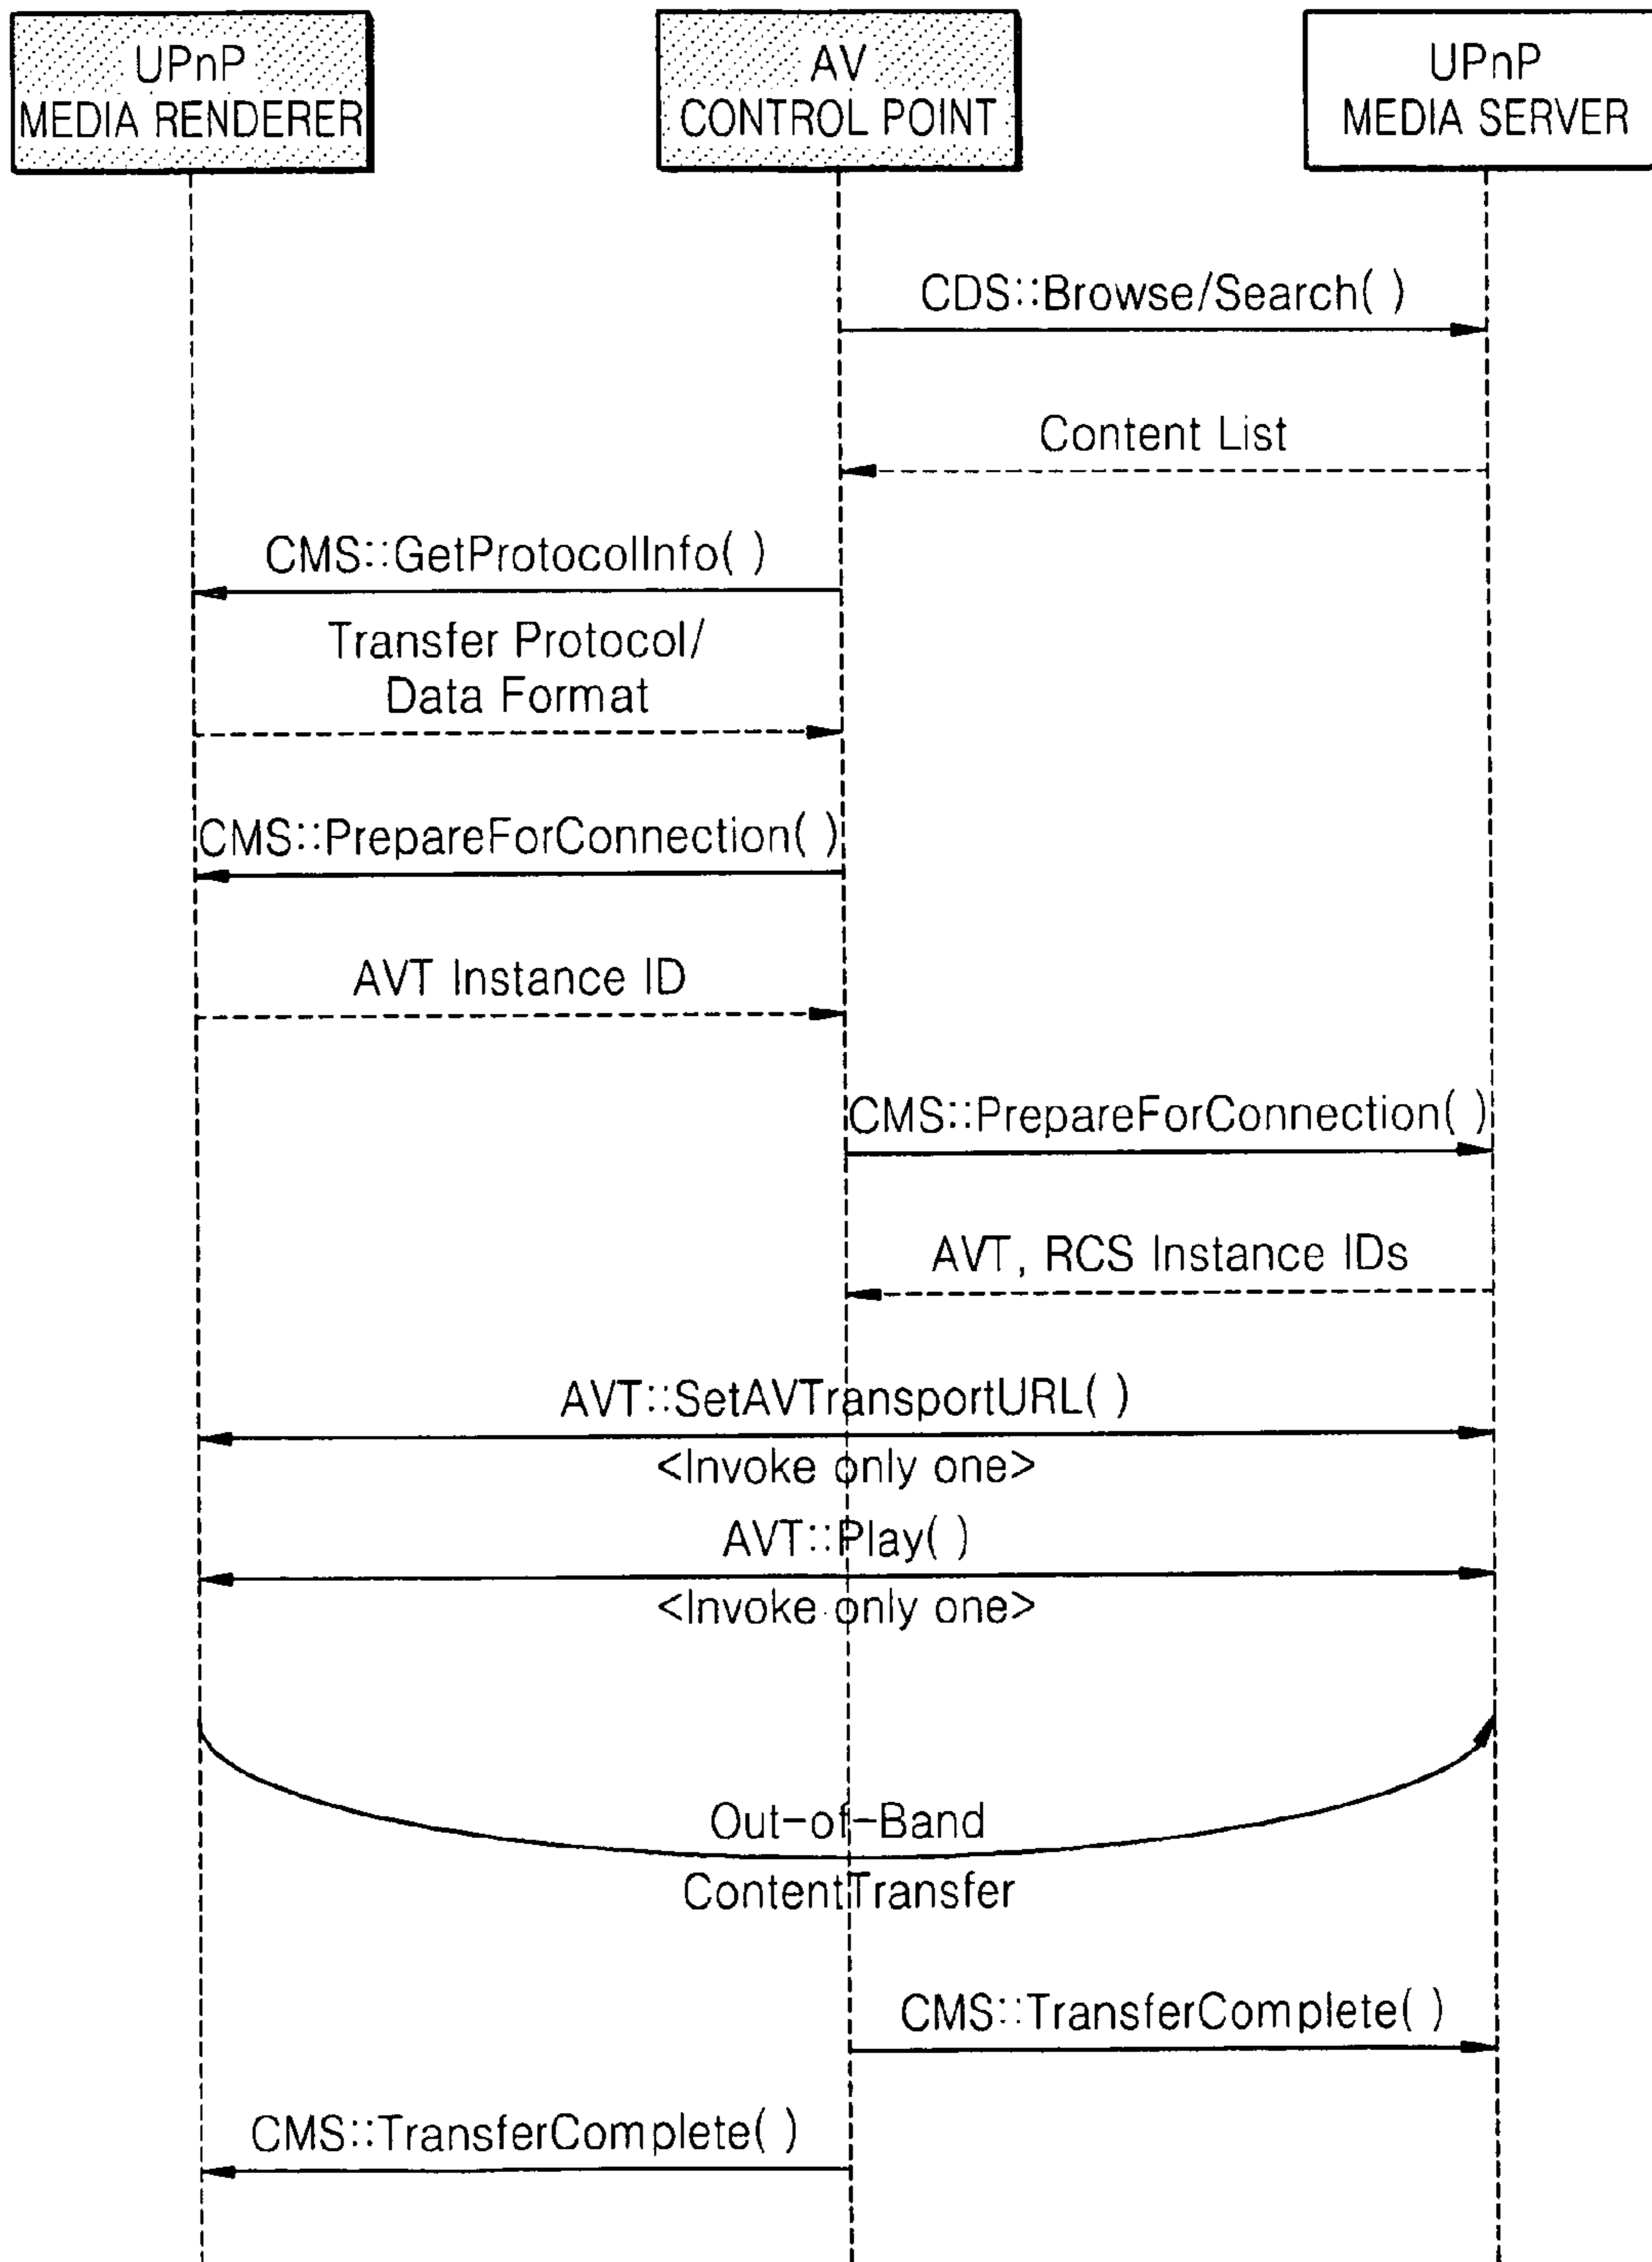 UPnP
MEDIA RENDERER
AV
CONTROL POINT
UPnP
MEDIA SERVER
CDS::Browse/Search( )
Content List
CMS::GetProtocolInfo( )
Transfer Protocol/
Data Format
CMS::PrepareForConnection( )
AVT Instance ID
CMS::PrepareForConnection( )
AVT, RCS Instance IDs
AVT::SetAVTransportURL( )
<Invoke only one>
AVT::Play( )
<Invoke only one>
Out-of-Band
ContentTransfer
CMS::TransferComplete( )
CMS::TransferComplete( )